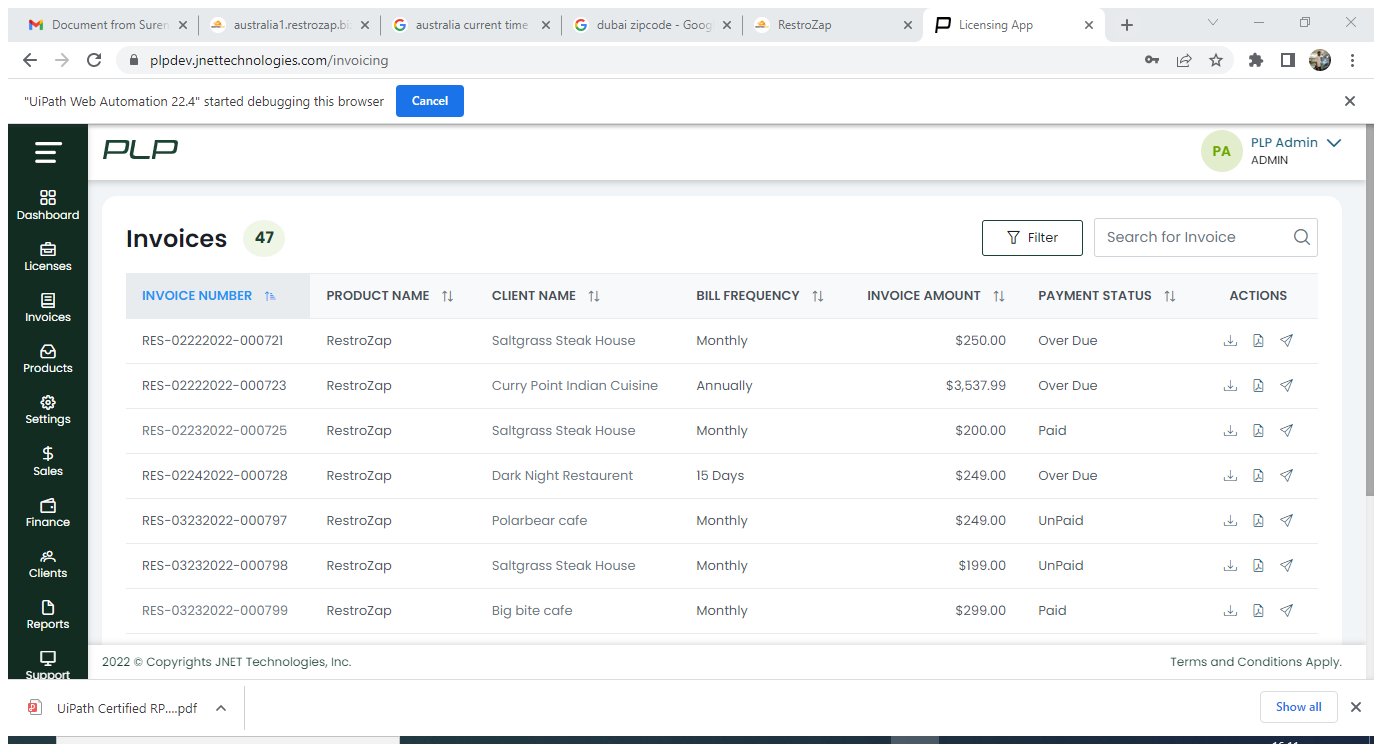 Document from Suren
australia1.restrozap.bi
australia current time
dubai zipcode - Goog
RestroZap
Licensing App
plpdev.jnettechnologies.com/invoicing
"UiPath Web Automation 22.4" started debugging this browser Cancel
PLP
PA PLP Admin
ADMIN
Dashboard
Licenses
Invoices
Products
Settings
Sales
Finance
Clients
Reports
Support
Invoices 47 Filter Search for Invoice
INVOICE NUMBER PRODUCT NAME CLIENT NAME BILL FREQUENCY INVOICE AMOUNT PAYMENT STATUS ACTIONS
RES-02222022-000721 RestroZap Saltgrass Steak House Monthly $250.00 Over Due
RES-02222022-000723 RestroZap Curry Point Indian Cuisine Annually $3,537.99 Over Due
RES-02232022-000725 RestroZap Saltgrass Steak House Monthly $200.00 Paid
RES-02242022-000728 RestroZap Dark Night Restaurent 15 Days $249.00 Over Due
RES-03232022-000797 RestroZap Polarbear cafe Monthly $249.00 UnPaid
RES-03232022-000798 RestroZap Saltgrass Steak House Monthly $199.00 UnPaid
RES-03232022-000799 RestroZap Big bite cafe Monthly $299.00 Paid
2022 © Copyrights JNET Technologies, Inc. Terms and Conditions Apply.
UiPath Certified RP....pdf Show all